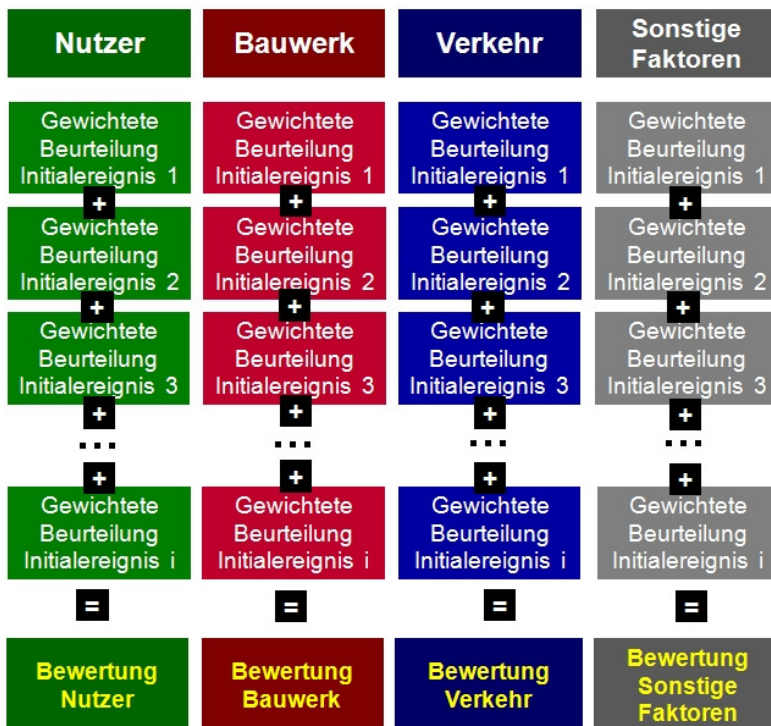 Nutzer
Bauwerk
Verkehr
Sonstige
Faktoren
Gewichtete
Beurteilung
Initialereignis 1
+
Gewichtete
Beurteilung
Initialereignis 2
+
Gewichtete
Beurteilung
Initialereignis 3
+
...
+
Gewichtete
Beurteilung
Initialereignis i
=
Bewertung
Nutzer
Gewichtete
Beurteilung
Initialereignis 1
+
Gewichtete
Beurteilung
Initialereignis 2
+
Gewichtete
Beurteilung
Initialereignis 3
+
...
+
Gewichtete
Beurteilung
Initialereignis i
=
Bewertung
Bauwerk
Gewichtete
Beurteilung
Initialereignis 1
+
Gewichtete
Beurteilung
Initialereignis 2
+
Gewichtete
Beurteilung
Initialereignis 3
+
...
+
Gewichtete
Beurteilung
Initialereignis i
=
Bewertung
Verkehr
Gewichtete
Beurteilung
Initialereignis 1
+
Gewichtete
Beurteilung
Initialereignis 2
+
Gewichtete
Beurteilung
Initialereignis 3
+
...
+
Gewichtete
Beurteilung
Initialereignis i
=
Bewertung
Sonstige
Faktoren